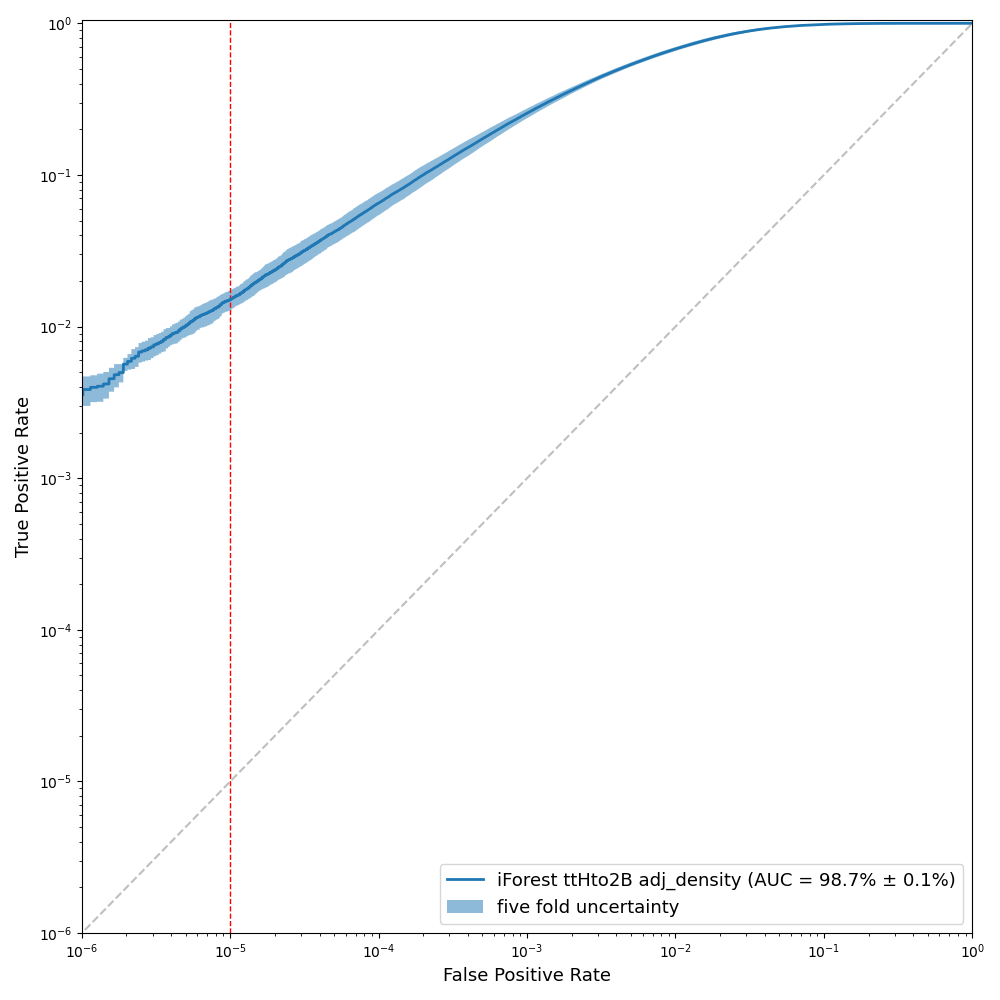 10⁰
10⁻¹
10⁻²
10⁻³
10⁻⁴
10⁻⁵
10⁻⁶
True Positive Rate
iForest ttHto2B adj_density (AUC = 98.7% ± 0.1%)
five fold uncertainty
10⁻⁶ 10⁻⁵ 10⁻⁴ 10⁻³ 10⁻² 10⁻¹ 10⁰
False Positive Rate